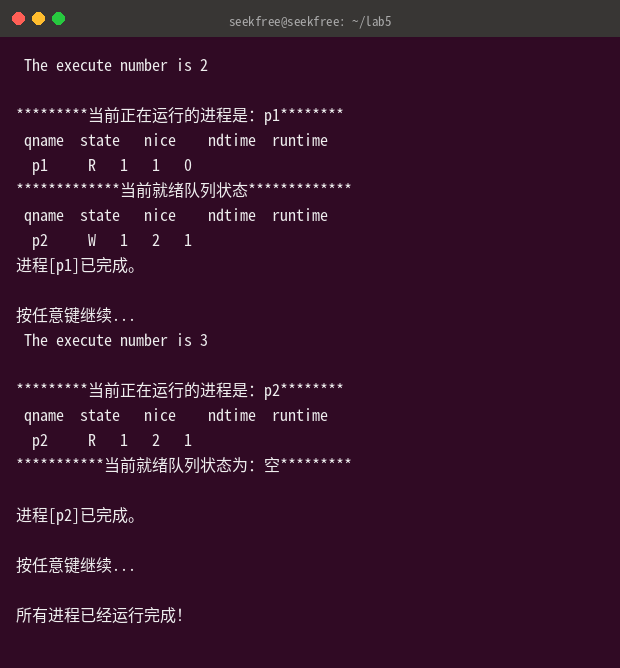 seekfree@seekfree: ~/lab5
The execute number is 2
*********当前正在运行的进程是: p1********
qname  state   nice    ndtime  runtime
p1     R   1   1   0
*************当前就绪队列状态*************
qname  state   nice    ndtime  runtime
p2     W   1   2   1
进程[p1]已完成。
按任意键继续...
The execute number is 3
*********当前正在运行的进程是: p2********
qname  state   nice    ndtime  runtime
p2     R   1   2   1
***********当前就绪队列状态为: 空*********
进程[p2]已完成。
按任意键继续...
所有进程已经运行完成!